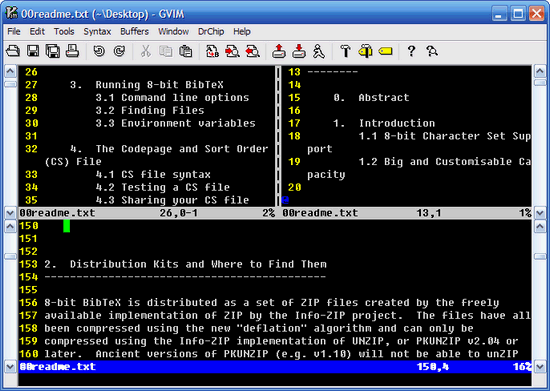 00readme.txt (~\Desktop) - GVIM
File Edit Tools Syntax Buffers Window DrChip Help
26
27 3. Running 8-bit BibTeX
28 3.1 Command line options
29 3.2 Finding Files
30 3.3 Environment variables
31
32 4. The Codepage and Sort Order
(CS) File
33 4.1 CS file syntax
34 4.2 Testing a CS file
35 4.3 Sharing your CS file
00readme.txt 26,0-1 2%
13 --------
14
15 0. Abstract
16
17 1. Introduction
18 1.1 8-bit Character Set Sup
port
19 1.2 Big and Customisable Ca
pacity
20
@
00readme.txt 13,1 1%
150
151
152
153 2. Distribution Kits and Where to Find Them
154 -------------------------------------------
155
156 8-bit BibTeX is distributed as a set of ZIP files created by the freely
157 available implementation of ZIP by the Info-ZIP project. The files have all
158 been compressed using the new "deflation" algorithm and can only be
159 compressed using the Info-ZIP implementation of UNZIP, or PKUNZIP v2.04 or
160 later. Ancient versions of PKUNZIP (e.g. v1.10) will not be able to unZIP
00readme.txt 150,4 16%